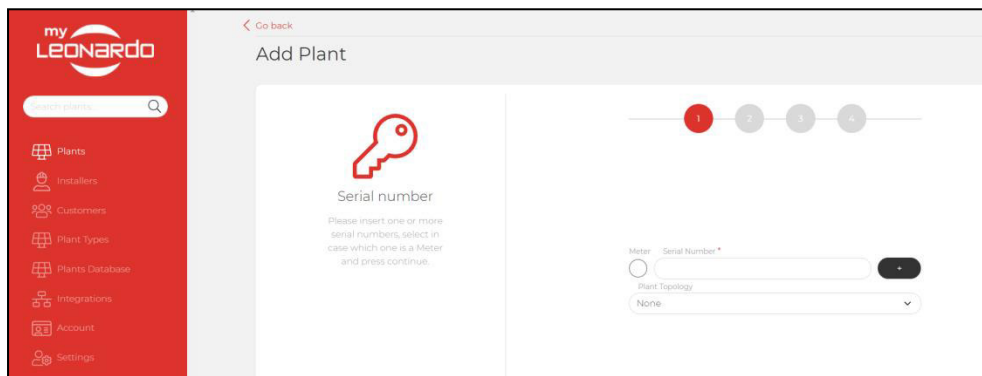 my
LEONARDO
Search plants
Plants
Installers
Customers
Plant Types
Plants Database
Integrations
Account
Settings
Go back
Add Plant
Serial number
Please insert one or more
serial numbers, select in
case which one is a Meter
and press continue.
1 2 3 4
Meter Serial Number *
+
Plant Topology
None